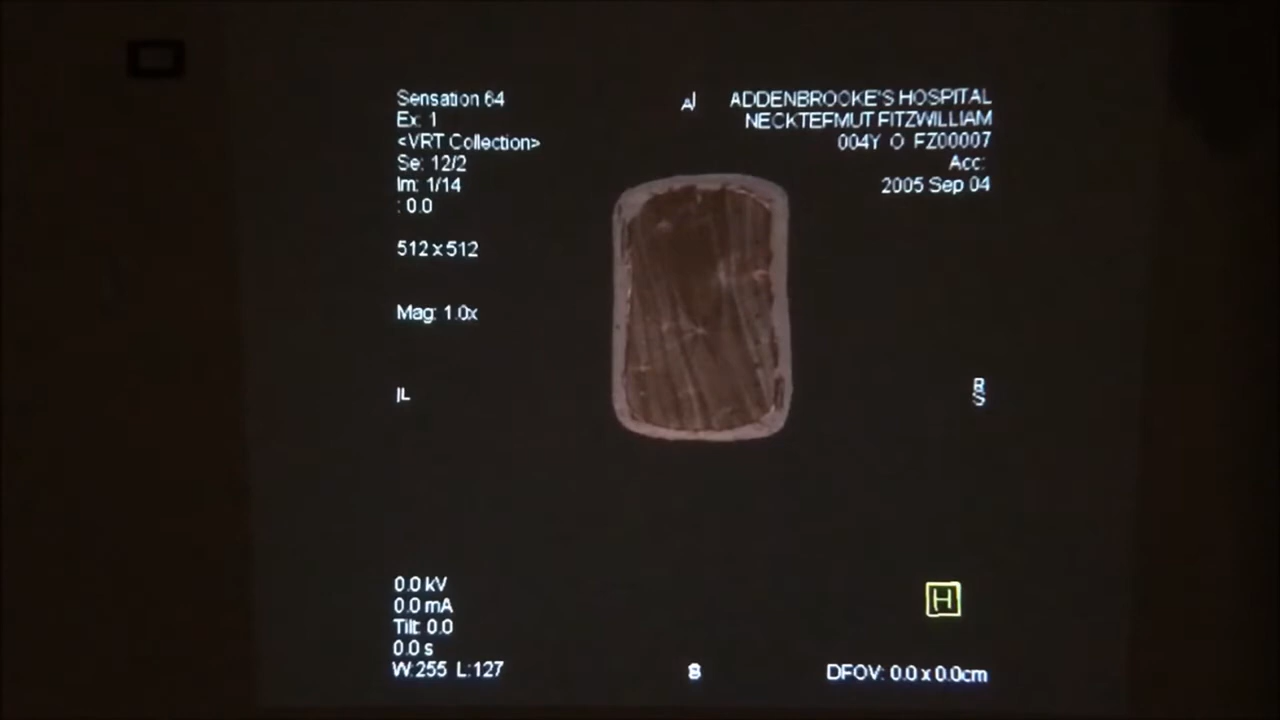 Sensation 64
Ex: 1
<VRT Collection>
Se: 12/2
Im: 1/14
: 0.0
512 x 512
Mag: 1.0x
A
ADDENBROOKE'S HOSPITAL
NECKTEFMUT FITZWILLIAM
004Y O FZ00007
Acc:
2005 Sep 04
0.0 kV
0.0 mA
Tilt: 0.0
0.0 s
W:255 L:127
H
DFOV: 0.0 x 0.0cm